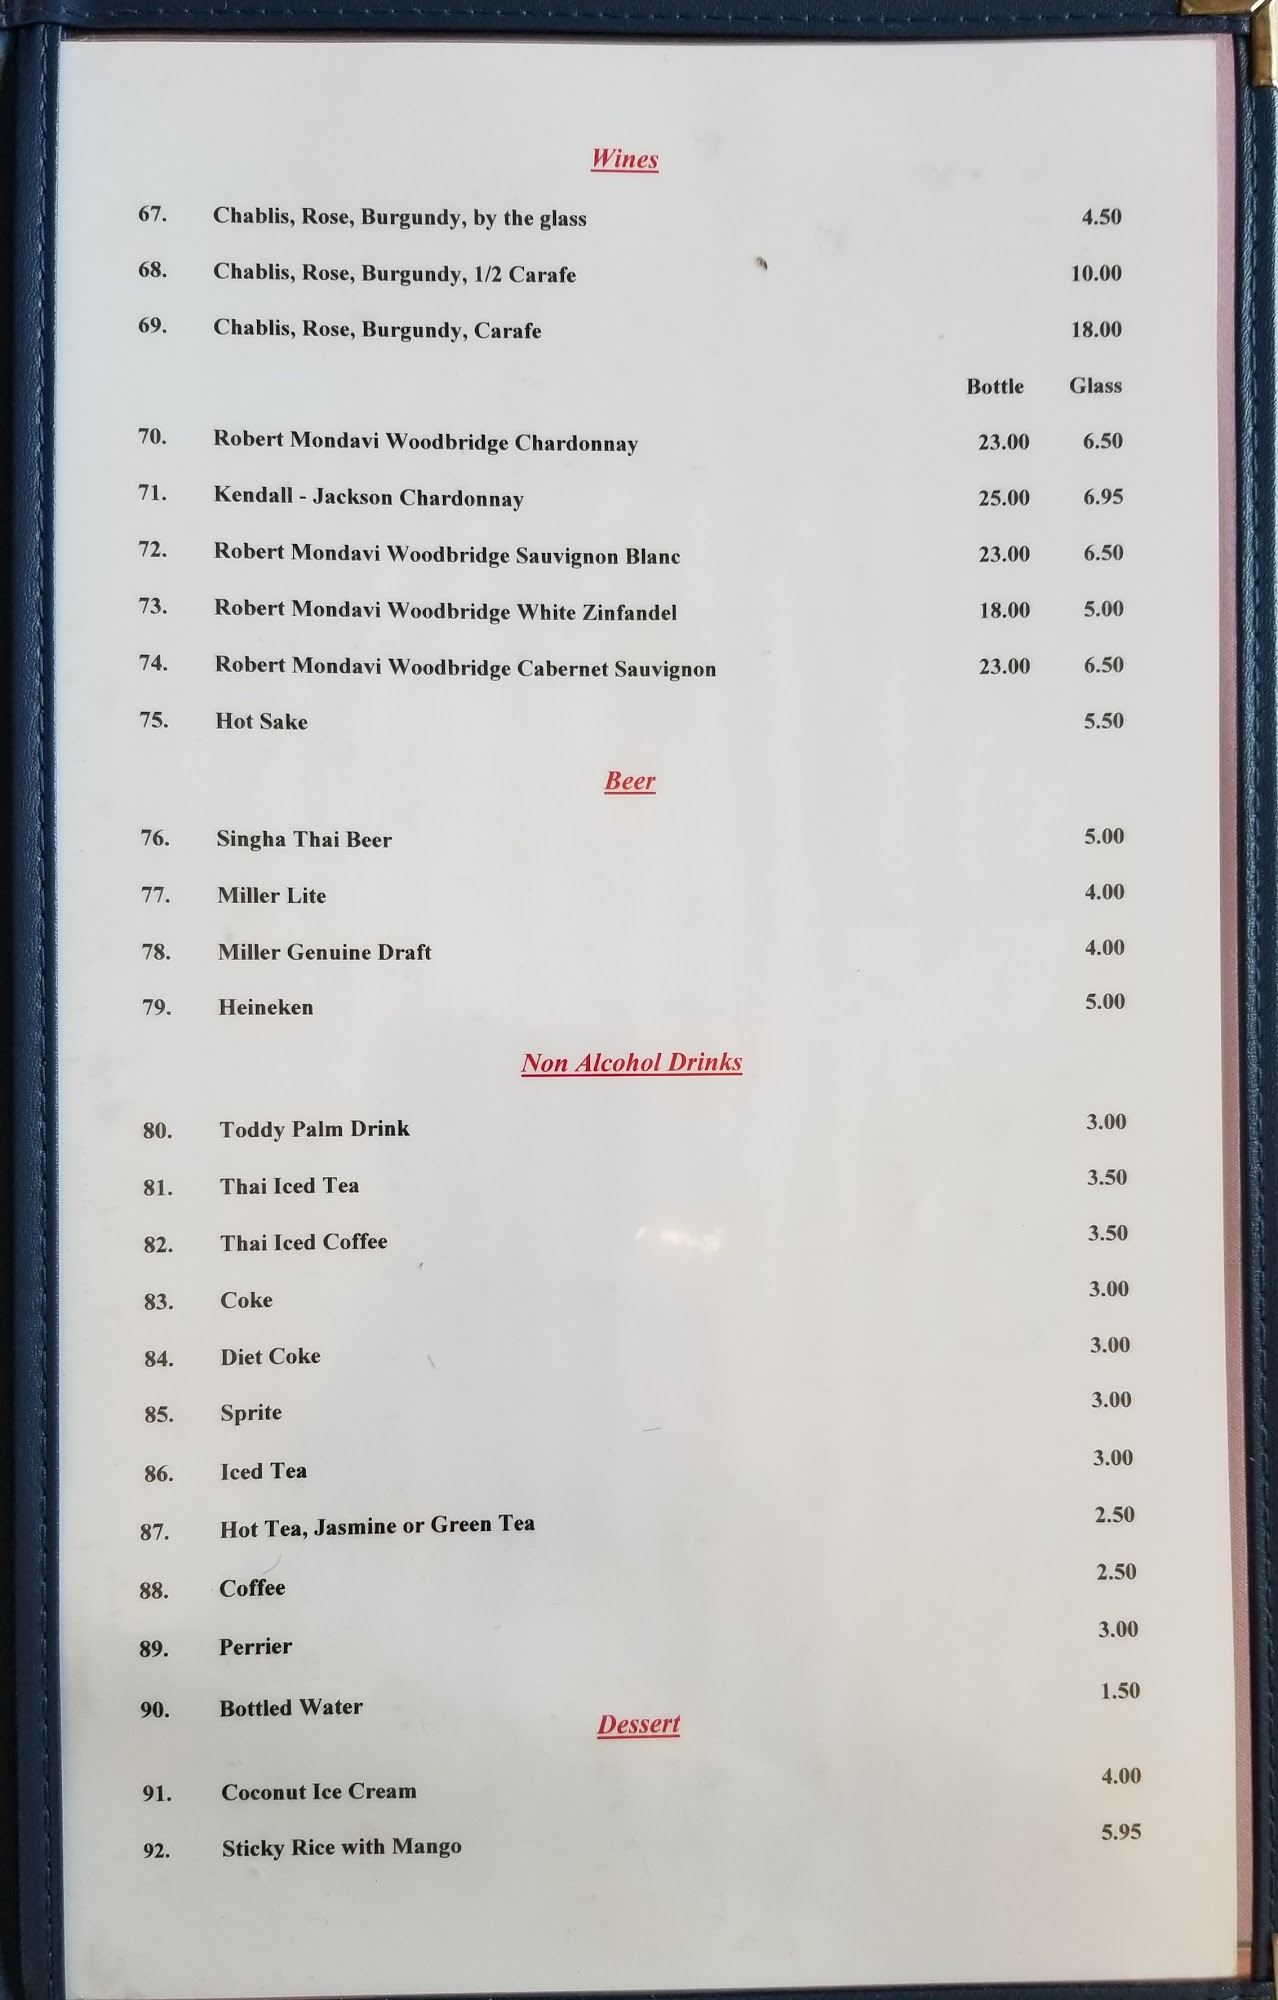 Wines
67. Chablis, Rose, Burgundy, by the glass 4.50
68. Chablis, Rose, Burgundy, 1/2 Carafe 10.00
69. Chablis, Rose, Burgundy, Carafe 18.00
Bottle Glass
70. Robert Mondavi Woodbridge Chardonnay 23.00 6.50
71. Kendall - Jackson Chardonnay 25.00 6.95
72. Robert Mondavi Woodbridge Sauvignon Blanc 23.00 6.50
73. Robert Mondavi Woodbridge White Zinfandel 18.00 5.00
74. Robert Mondavi Woodbridge Cabernet Sauvignon 23.00 6.50
75. Hot Sake 5.50
Beer
76. Singha Thai Beer 5.00
77. Miller Lite 4.00
78. Miller Genuine Draft 4.00
79. Heineken 5.00
Non Alcohol Drinks
80. Toddy Palm Drink 3.00
81. Thai Iced Tea 3.50
82. Thai Iced Coffee 3.50
83. Coke 3.00
84. Diet Coke 3.00
85. Sprite 3.00
86. Iced Tea 3.00
87. Hot Tea, Jasmine or Green Tea 2.50
88. Coffee 2.50
89. Perrier 3.00
90. Bottled Water 1.50
Dessert
91. Coconut Ice Cream 4.00
92. Sticky Rice with Mango 5.95